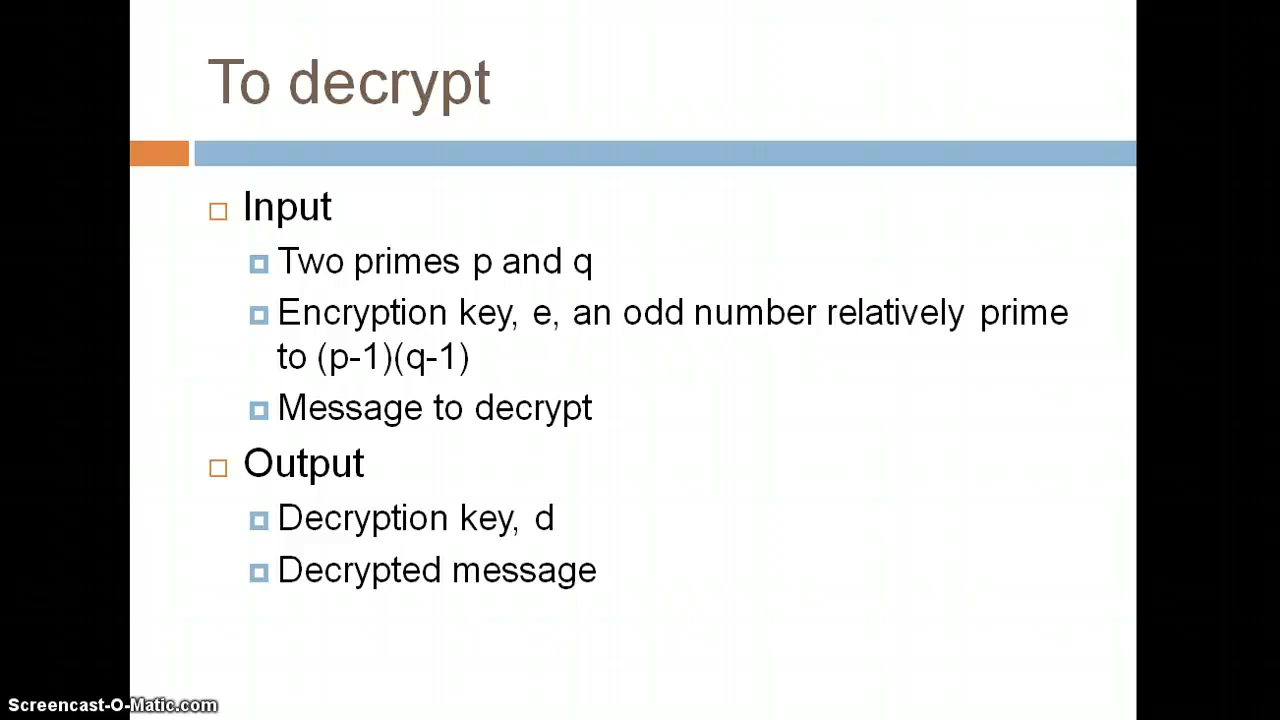 To decrypt
Input
Two primes p and q
Encryption key, e, an odd number relatively prime
to (p-1)(q-1)
Message to decrypt
Output
Decryption key, d
Decrypted message
Screencast-O-Matic.com